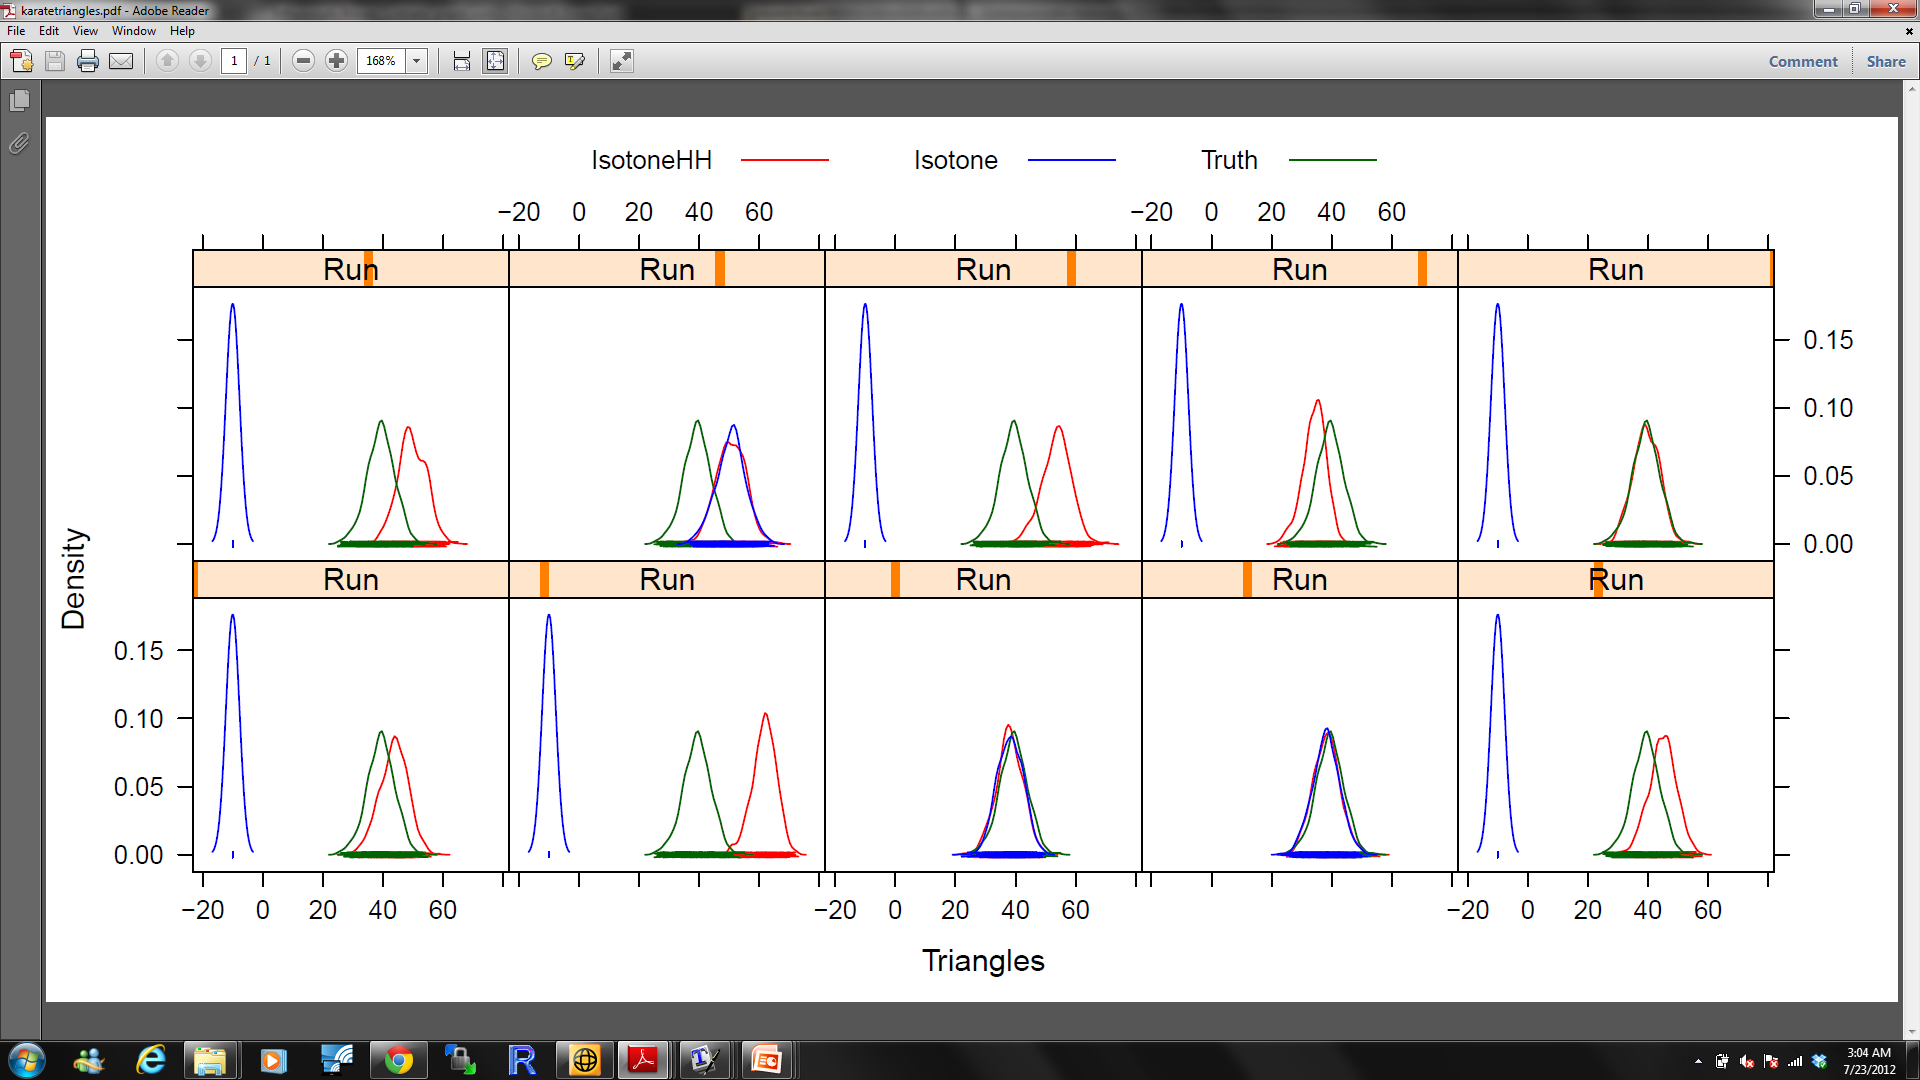 karatetriangles.pdf - Adobe Reader
File Edit View Window Help
1 / 1 168% Comment Share
IsotoneHH Isotone Truth
−20 0 20 40 60 −20 0 20 40 60
Run Run Run Run Run
0.15
0.10
0.05
0.00
Density
Run Run Run Run Run
0.15
0.10
0.05
0.00
−20 0 20 40 60 −20 0 20 40 60 −20 0 20 40 60
Triangles
3:04 AM
7/23/2012